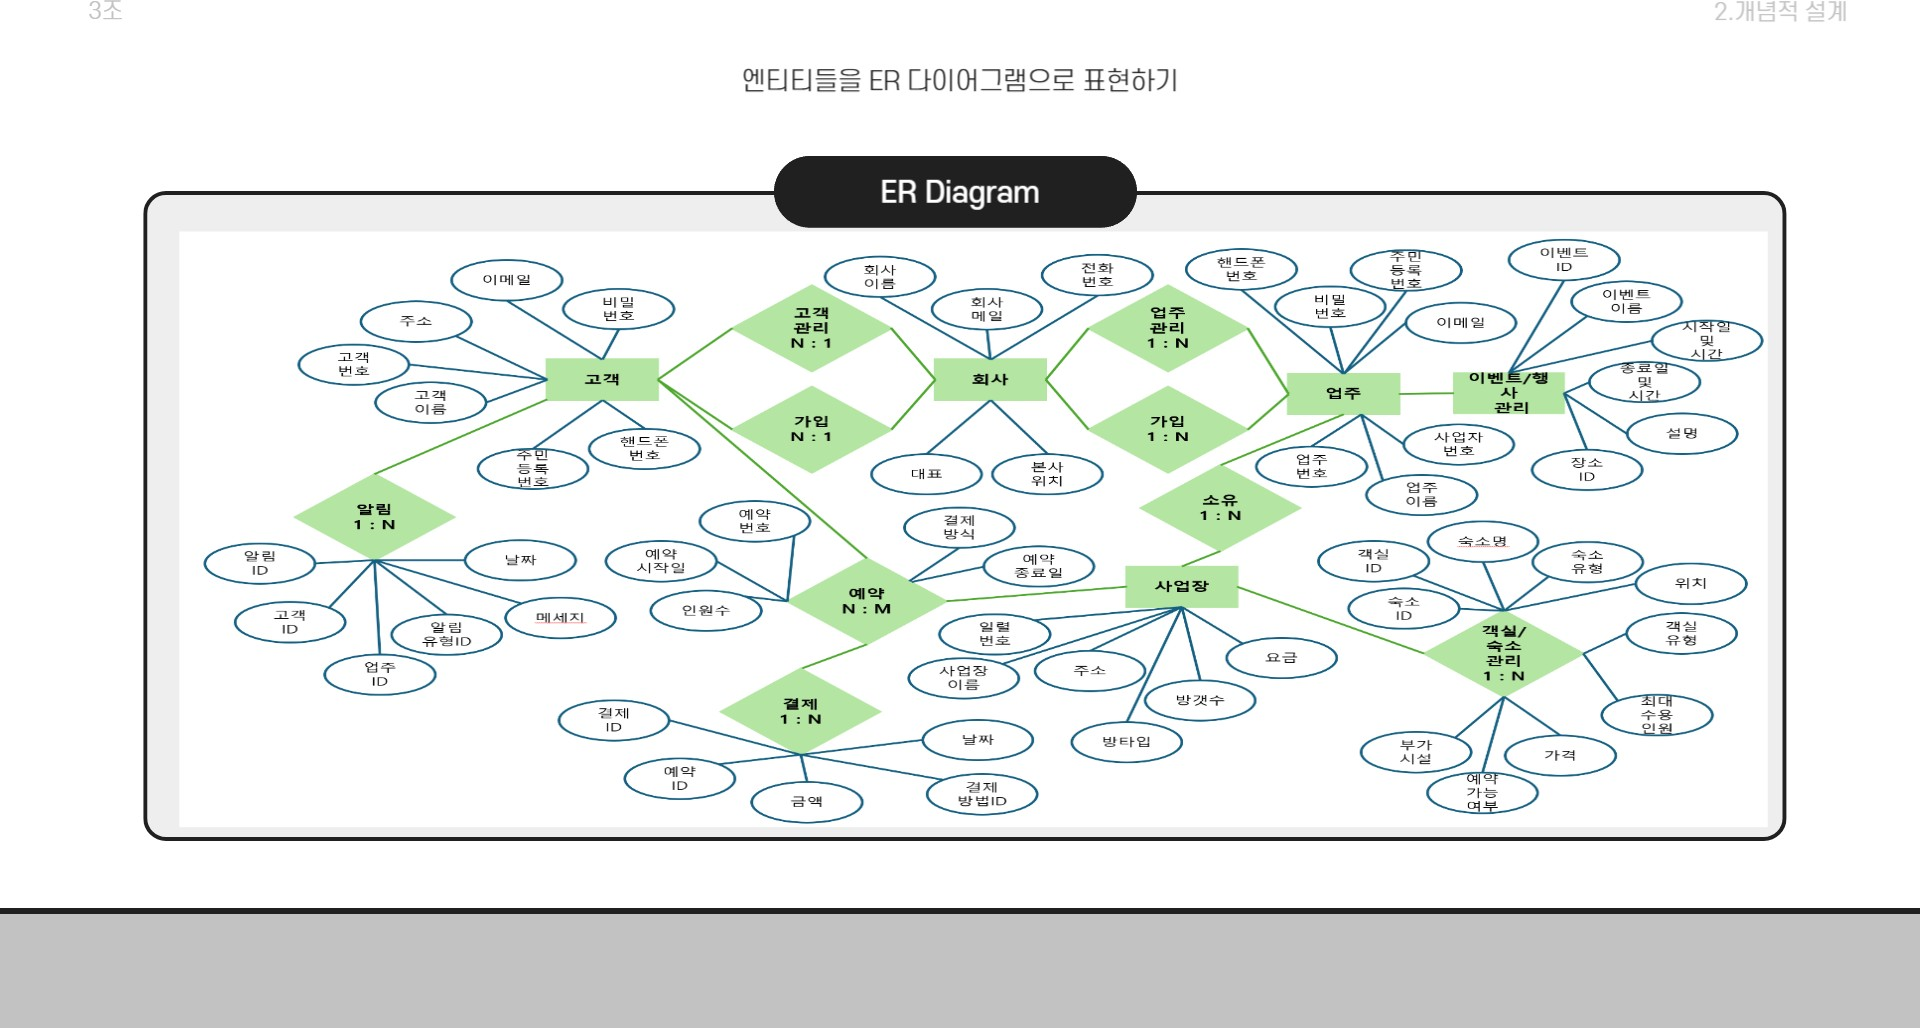 3조
2.개념적 설계
엔티티들을 ER 다이어그램으로 표현하기
ER Diagram
이메일
비밀
번호
주소
고객
번호
고객
이름
고객
주민
등록
번호
핸드폰
번호
고객
관리
N : 1
가입
N : 1
회사
이름
회사
메일
전화
번호
회사
대표
본사
위치
업주
관리
1 : N
가입
1 : N
핸드폰
번호
비밀
번호
주민
등록
번호
이메일
업주
업주
번호
사업자
번호
업주
이름
이벤트
ID
이벤트
이름
시작일
및
시간
종료일
및
시간
이벤트/행
사
관리
설명
장소
ID
알림
1 : N
알림
ID
날짜
고객
ID
알림
유형ID
메세지
업주
ID
예약
번호
예약
시작일
인원수
결제
방식
예약
종료일
예약
N : M
소유
1 : N
사업장
일렬
번호
사업장
이름
주소
요금
방갯수
방타입
객실
ID
숙소명
숙소
유형
위치
숙소
ID
객실
유형
객실/
숙소
관리
1 : N
최대
수용
인원
부가
시설
가격
예약
가능
여부
결제
1 : N
결제
ID
날짜
예약
ID
금액
결제
방법ID